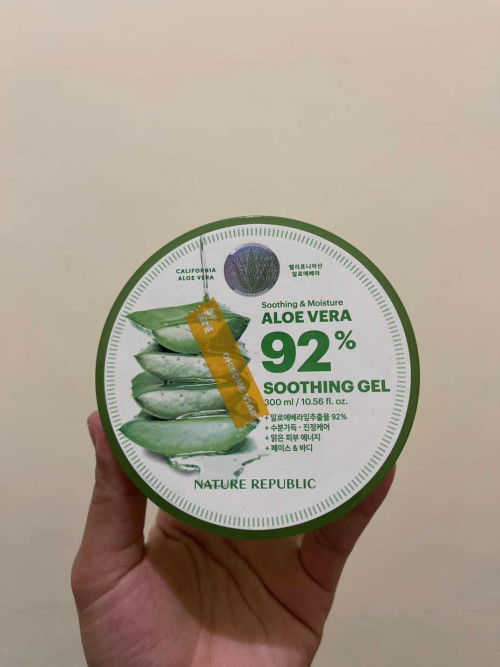 CALIFORNIA
ALOE VERA
캘리포니아산
알로에베라
Soothing & Moisture
ALOE VERA
92%
SOOTHING GEL
300 ml / 10.56 fl. oz.
+ 알로에베라잎추출물 92%
+ 수분가득 · 진정케어
+ 맑은 피부 에너지
+ 페이스 & 바디
NATURE REPUBLIC